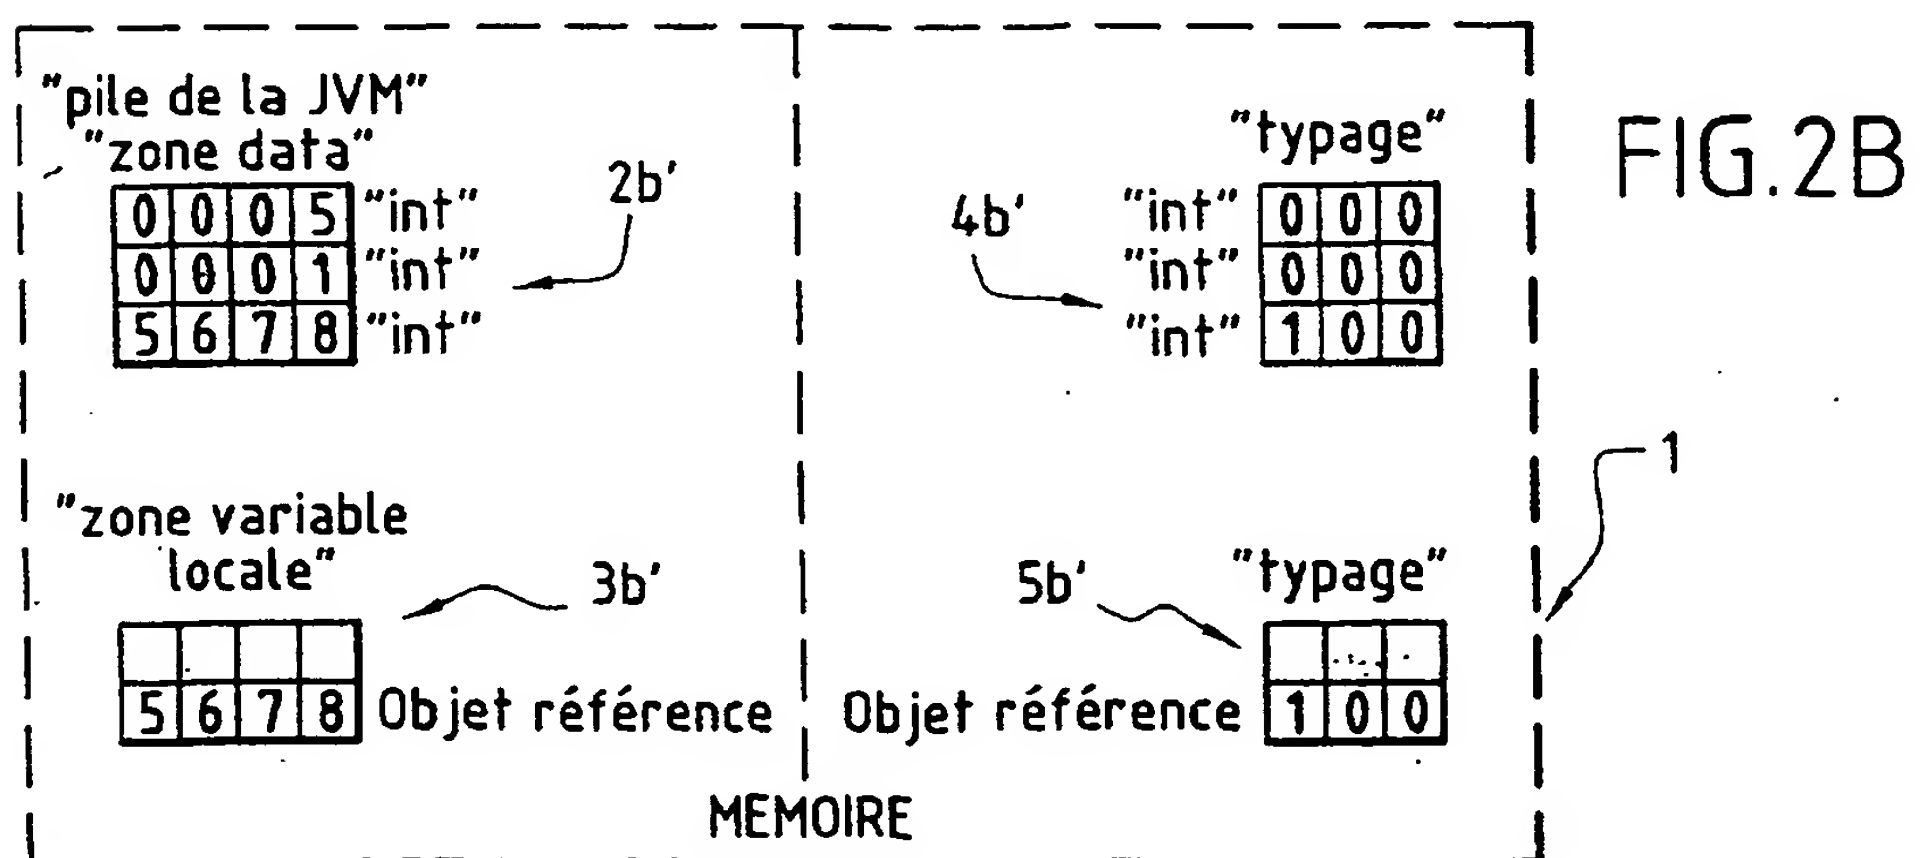 "pile de la JVM"
"zone data"
0 0 0 5 "int"
0 0 0 1 "int"
5 6 7 8 "int"
2b'
"typage"
4b'
"int" 0 0 0
"int" 0 0 0
"int" 1 0 0
FIG.2B
1
"zone variable
locale"
3b'
5 6 7 8 Objet référence
"typage"
5b'
Objet référence 1 0 0
MEMOIRE